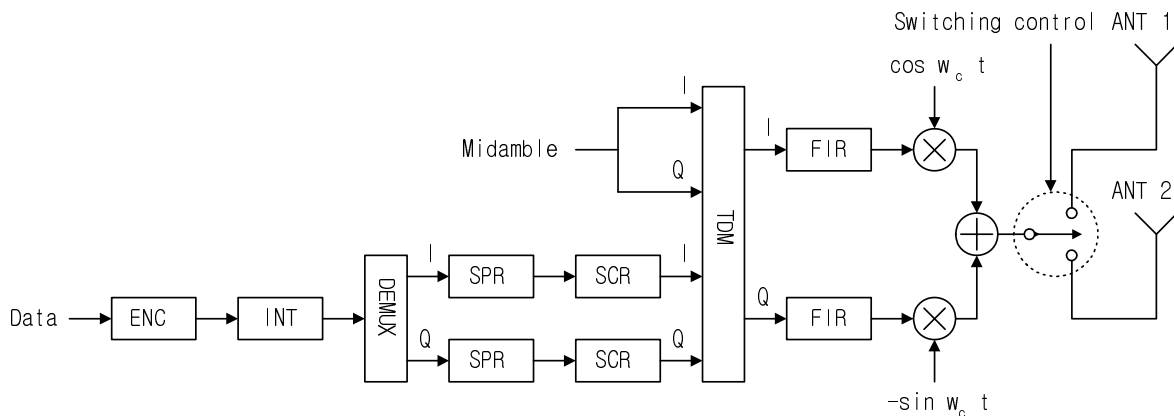 Switching control ANT 1
cos w_c t
I
I
Midamble
FIR
Q
ANT 2
TDM
I
I
SPR
SCR
DEMUX
Q
Data
ENC
INT
FIR
Q
Q
SPR
SCR
-sin w_c t